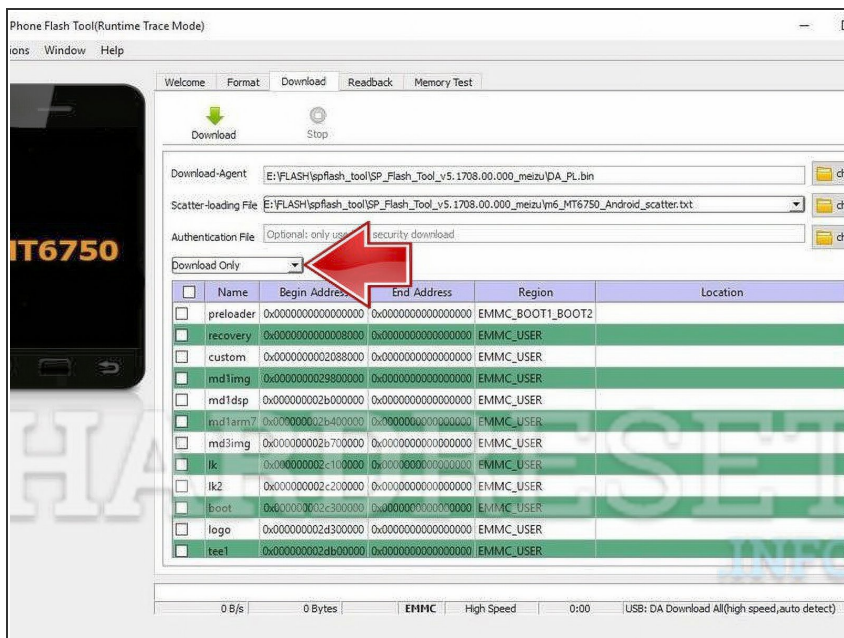 Phone Flash Tool(Runtime Trace Mode)
ions Window Help
Welcome Format Download Readback Memory Test
Download Stop
Download-Agent E:\FLASH\spflash_tool\SP_Flash_Tool_v5.1708.00.000_meizu\DA_PL.bin
Scatter-loading File E:\FLASH\spflash_tool\SP_Flash_Tool_v5.1708.00.000_meizu\m6_MT6750_Android_scatter.txt
Authentication File Optional: only use security download
MT6750
Download Only
Name Begin Address End Address Region Location
preloader 0x0000000000000000 0x0000000000000000 EMMC_BOOT1_BOOT2
recovery 0x0000000000008000 0x0000000000000000 EMMC_USER
custom 0x0000000002088000 0x0000000000000000 EMMC_USER
md1img 0x0000000029800000 0x0000000000000000 EMMC_USER
md1dsp 0x000000002b000000 0x0000000000000000 EMMC_USER
md1arm7 0x000000002b400000 0x0000000000000000 EMMC_USER
md3img 0x000000002b700000 0x0000000000000000 EMMC_USER
lk 0x000000002c100000 0x0000000000000000 EMMC_USER
lk2 0x000000002c200000 0x0000000000000000 EMMC_USER
boot 0x000000002c300000 0x0000000000000000 EMMC_USER
logo 0x000000002d300000 0x0000000000000000 EMMC_USER
tee1 0x000000002db00000 0x0000000000000000 EMMC_USER
HARDRESET
.INFO
0 B/s 0 Bytes EMMC High Speed 0:00 USB: DA Download All(high speed,auto detect)